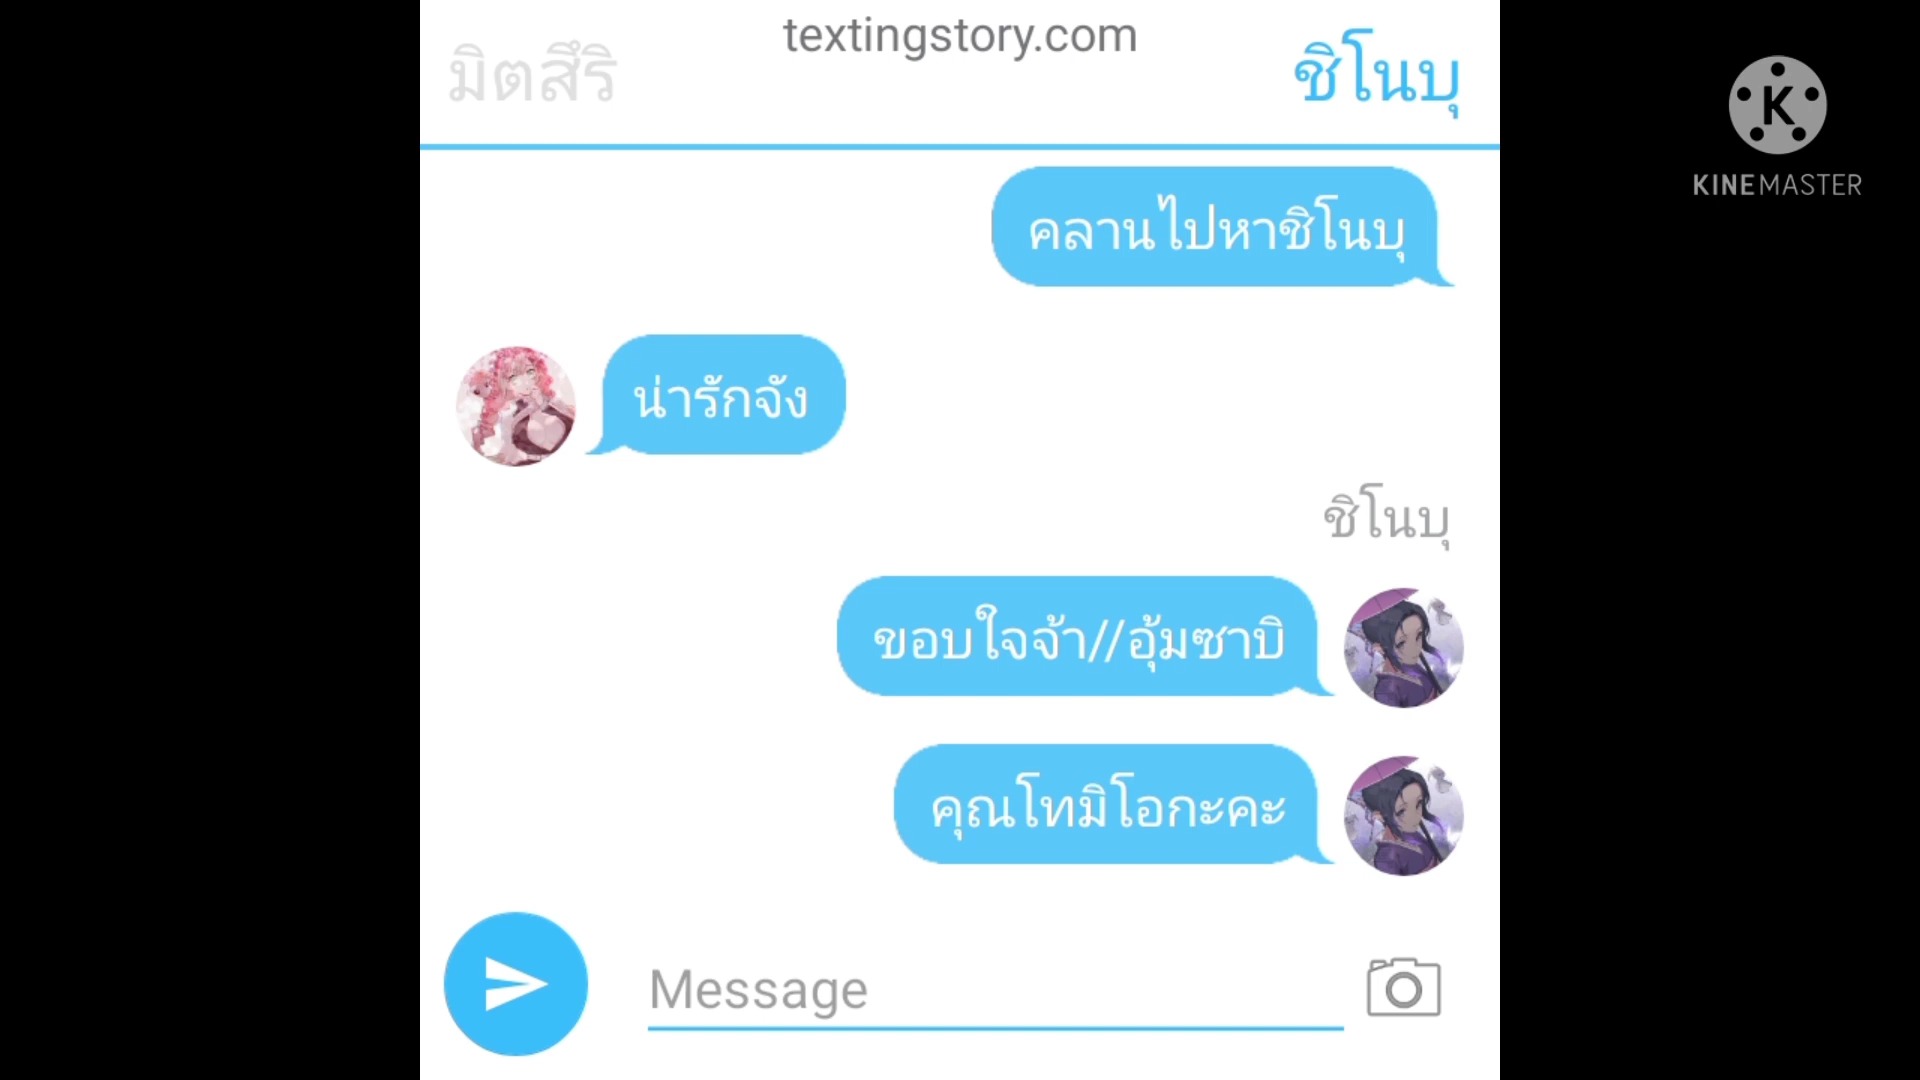 textingstory.com
มิตสึริ
ชิโนบุ
KINEMASTER
คลานไปหาชิโนบุ
น่ารักจัง
ชิโนบุ
ขอบใจจ้า//อุ้มซาบิ
คุณโทมิโอกะคะ
Message